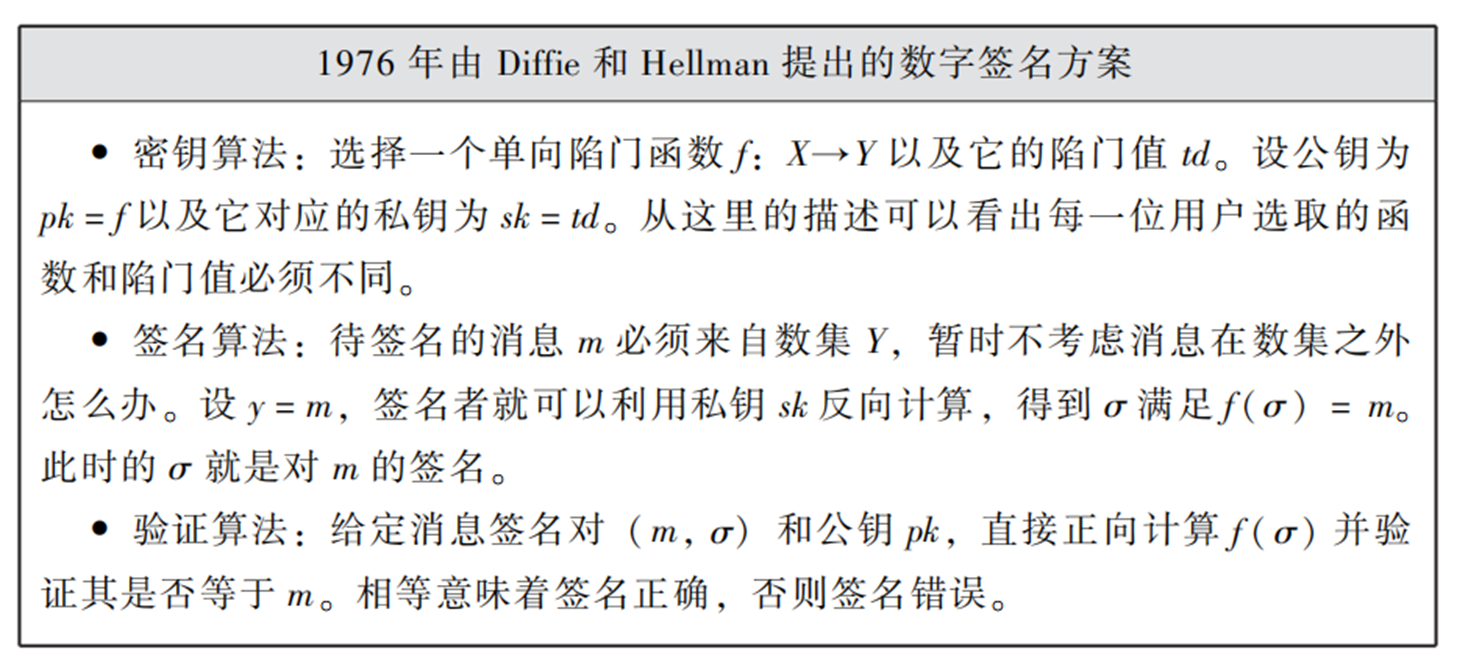 1976 年由 Diffie 和 Hellman 提出的数字签名方案
• 密钥算法：选择一个单向陷门函数 f：X→Y 以及它的陷门值 td。设公钥为
pk = f 以及它对应的私钥为 sk = td。从这里的描述可以看出每一位用户选取的函
数和陷门值必须不同。
• 签名算法：待签名的消息 m 必须来自数集 Y，暂时不考虑消息在数集之外
怎么办。设 y = m，签名者就可以利用私钥 sk 反向计算，得到 σ 满足 f(σ) = m。
此时的 σ 就是对 m 的签名。
• 验证算法：给定消息签名对（m, σ）和公钥 pk，直接正向计算 f(σ) 并验
证其是否等于 m。相等意味着签名正确，否则签名错误。